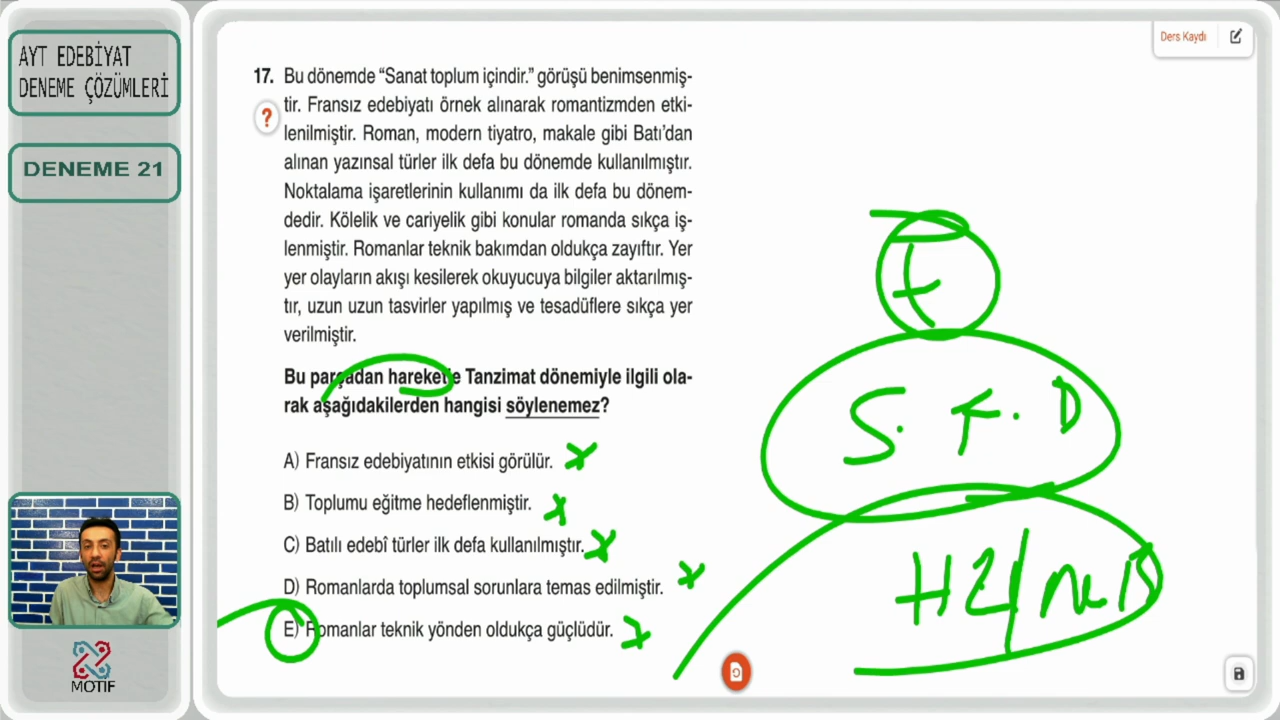 AYT EDEBİYAT
DENEME ÇÖZÜMLERİ
DENEME 21
MOTIF
Ders Kaydı
17. Bu dönemde “Sanat toplum içindir.” görüşü benimsenmiş-
tir. Fransız edebiyatı örnek alınarak romantizmden etki-
?
lenilmiştir. Roman, modern tiyatro, makale gibi Batı’dan
alınan yazınsal türler ilk defa bu dönemde kullanılmıştır.
Noktalama işaretlerinin kullanımı da ilk defa bu dönem-
dedir. Kölelik ve cariyelik gibi konular romanda sıkça iş-
lenmiştir. Romanlar teknik bakımdan oldukça zayıftır. Yer
yer olayların akışı kesilerek okuyucuya bilgiler aktarılmış-
tır, uzun uzun tasvirler yapılmış ve tesadüflere sıkça yer
verilmiştir.
Bu parçadan hareketle Tanzimat dönemiyle ilgili ola-
rak aşağıdakilerden hangisi söylenemez?
A) Fransız edebiyatının etkisi görülür.
B) Toplumu eğitme hedeflenmiştir.
C) Batılı edebî türler ilk defa kullanılmıştır.
D) Romanlarda toplumsal sorunlara temas edilmiştir.
E) Romanlar teknik yönden oldukça güçlüdür.